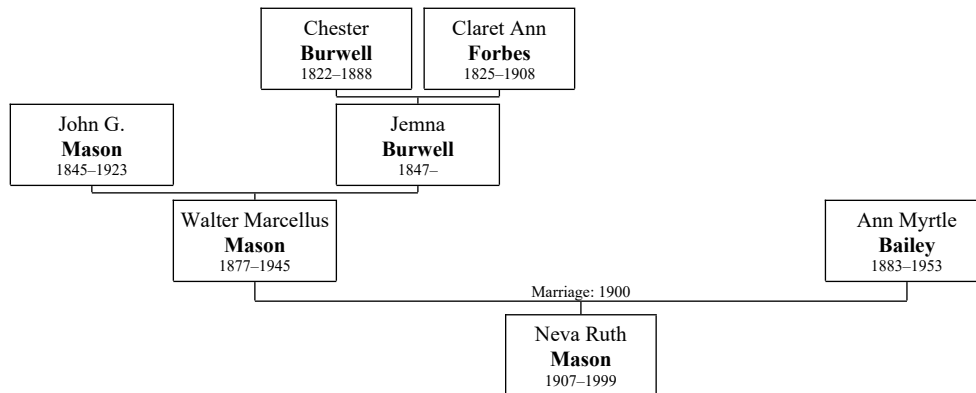 Chester
Burwell
1822–1888
Claret Ann
Forbes
1825–1908
John G.
Mason
1845–1923
Jemna
Burwell
1847–
Walter Marcellus
Mason
1877–1945
Ann Myrtle
Bailey
1883–1953
Marriage: 1900
Neva Ruth
Mason
1907–1999